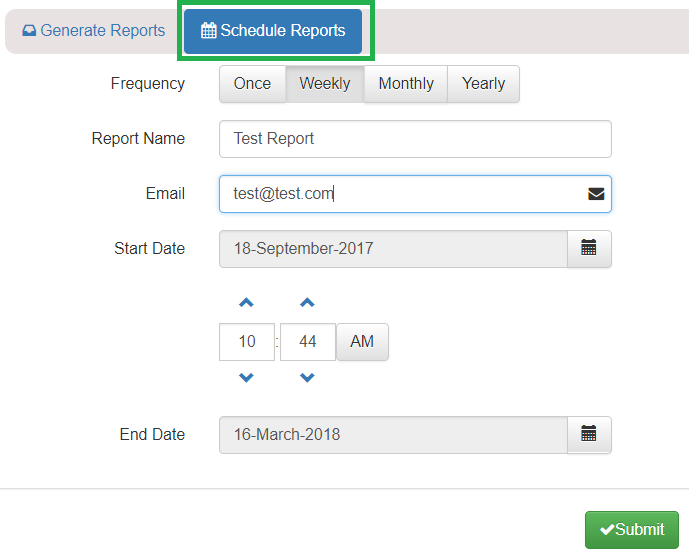 Generate Reports Schedule Reports
Frequency Once Weekly Monthly Yearly
Report Name Test Report
Email test@test.com
Start Date 18-September-2017
10 : 44 AM
End Date 16-March-2018
Submit